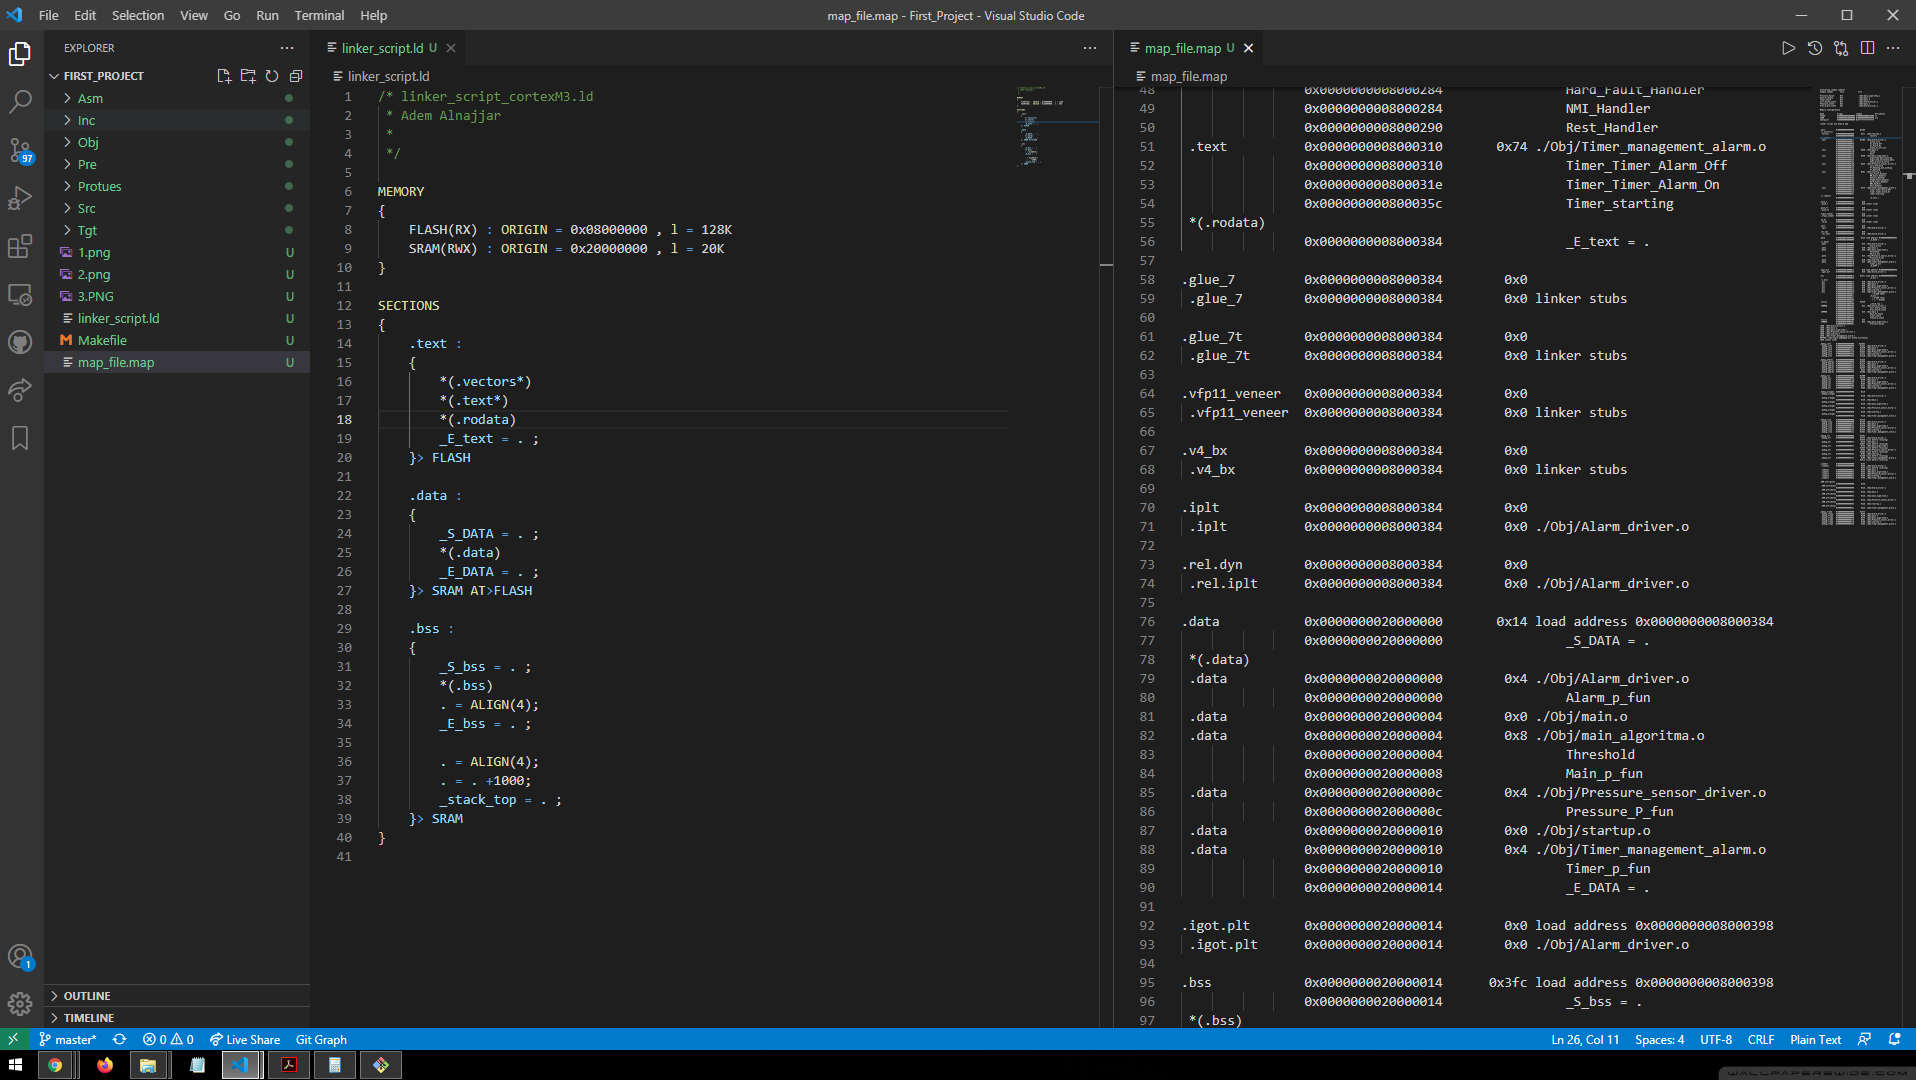 File Edit Selection View Go Run Terminal Help
map_file.map - First_Project - Visual Studio Code
EXPLORER
FIRST_PROJECT
Asm
Inc
Obj
Pre
Protues
Src
Tgt
1.png U
2.png U
3.PNG U
linker_script.ld U
Makefile U
map_file.map U
OUTLINE
TIMELINE
97
1
linker_script.ld U
linker_script.ld
1 /* linker_script_cortexM3.ld
2 * Adem Alnajjar
3 *
4 */
5
6 MEMORY
7 {
8 FLASH(RX) : ORIGIN = 0x08000000 , l = 128K
9 SRAM(RWX) : ORIGIN = 0x20000000 , l = 20K
10 }
11
12 SECTIONS
13 {
14 .text :
15 {
16 *(.vectors*)
17 *(.text*)
18 *(.rodata)
19 _E_text = . ;
20 }> FLASH
21
22 .data :
23 {
24 _S_DATA = . ;
25 *(.data)
26 _E_DATA = . ;
27 }> SRAM AT>FLASH
28
29 .bss :
30 {
31 _S_bss = . ;
32 *(.bss)
33 . = ALIGN(4);
34 _E_bss = . ;
35
36 . = ALIGN(4);
37 . = . +1000;
38 _stack_top = . ;
39 }> SRAM
40 }
41
map_file.map U
map_file.map
48 0x0000000008000284 Hard_Fault_Handler
49 0x0000000008000284 NMI_Handler
50 0x0000000008000290 Rest_Handler
51 .text 0x0000000008000310 0x74 ./Obj/Timer_management_alarm.o
52 0x0000000008000310 Timer_Timer_Alarm_Off
53 0x000000000800031e Timer_Timer_Alarm_On
54 0x000000000800035c Timer_starting
55 *(.rodata)
56 0x0000000008000384 _E_text = .
57
58 .glue_7 0x0000000008000384 0x0
59 .glue_7 0x0000000008000384 0x0 linker stubs
60
61 .glue_7t 0x0000000008000384 0x0
62 .glue_7t 0x0000000008000384 0x0 linker stubs
63
64 .vfp11_veneer 0x0000000008000384 0x0
65 .vfp11_veneer 0x0000000008000384 0x0 linker stubs
66
67 .v4_bx 0x0000000008000384 0x0
68 .v4_bx 0x0000000008000384 0x0 linker stubs
69
70 .iplt 0x0000000008000384 0x0
71 .iplt 0x0000000008000384 0x0 ./Obj/Alarm_driver.o
72
73 .rel.dyn 0x0000000008000384 0x0
74 .rel.iplt 0x0000000008000384 0x0 ./Obj/Alarm_driver.o
75
76 .data 0x0000000020000000 0x14 load address 0x0000000008000384
77 0x0000000020000000 _S_DATA = .
78 *(.data)
79 .data 0x0000000020000000 0x4 ./Obj/Alarm_driver.o
80 0x0000000020000000 Alarm_p_fun
81 .data 0x0000000020000004 0x0 ./Obj/main.o
82 .data 0x0000000020000004 0x8 ./Obj/main_algoritma.o
83 0x0000000020000004 Threshold
84 0x0000000020000008 Main_p_fun
85 .data 0x000000002000000c 0x4 ./Obj/Pressure_sensor_driver.o
86 0x000000002000000c Pressure_P_fun
87 .data 0x0000000020000010 0x0 ./Obj/startup.o
88 .data 0x0000000020000010 0x4 ./Obj/Timer_management_alarm.o
89 0x0000000020000010 Timer_p_fun
90 0x0000000020000014 _E_DATA = .
91
92 .igot.plt 0x0000000020000014 0x0 load address 0x0000000008000398
93 .igot.plt 0x0000000020000014 0x0 ./Obj/Alarm_driver.o
94
95 .bss 0x0000000020000014 0x3fc load address 0x0000000008000398
96 0x0000000020000014 _S_bss = .
97 *(.bss)
master* 0 0 Live Share Git Graph
Ln 26, Col 11 Spaces: 4 UTF-8 CRLF Plain Text